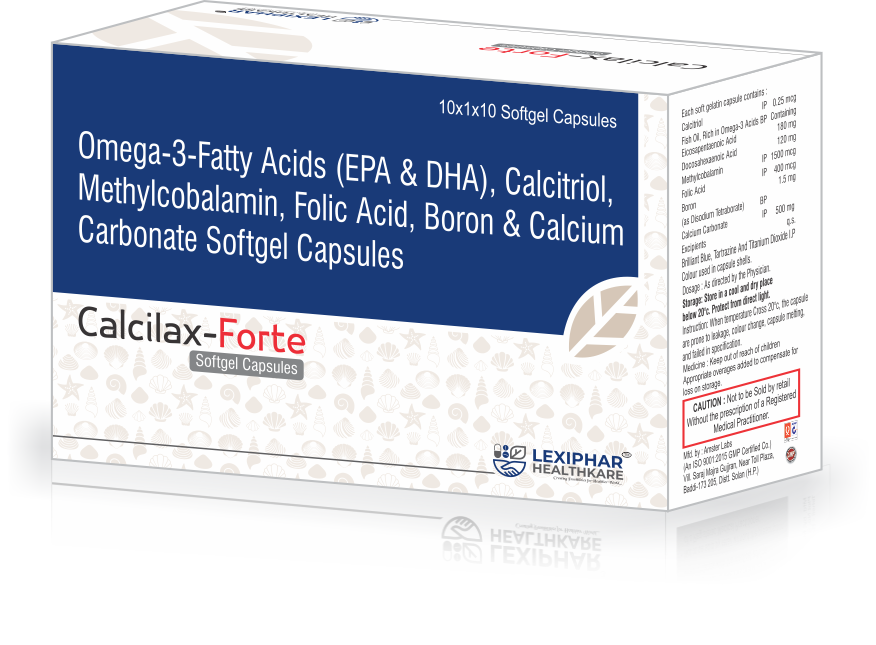 LEXIPHAR
Calcilax-Forte
10x1x10 Softgel Capsules
Omega-3-Fatty Acids (EPA & DHA), Calcitriol,
Methylcobalamin, Folic Acid, Boron & Calcium
Carbonate Softgel Capsules
Calcilax-Forte
Softgel Capsules
LEXIPHAR
HEALTHKARE
Each soft gelatin capsule contains :
Calcitriol IP 0.25 mcg
Fish Oil, Rich in Omega-3 Acids BP Containing
Eicosapentaenoic Acid 180 mg
Docosahexaenoic Acid 120 mg
Methylcobalamin IP 1500 mcg
Folic Acid IP 400 mcg
Boron 1.5 mg
(as Disodium Tetraborate) BP
Calcium Carbonate IP 500 mg
Excipients q.s.
Brilliant Blue, Tartrazine And Titanium Dioxide I.P
Colour used in capsule shells.
Dosage : As directed by the Physician.
Storage: Store in a cool and dry place
below 20°c. Protect from direct light.
Instruction: When temperature Cross 20°c, the capsule
are prone to leakage, colour change, capsule melting,
and failed in specification.
Medicine : Keep out of reach of children
Appropriate overages added to compensate for
loss on storage.
CAUTION : Not to be Sold by retail
Without the prescription of a Registered
Medical Practitioner.
Mfd. by : Amster Labs
(An ISO 9001:2015 GMP Certified Co.)
Vill. Saraj Majra Gujjran, Near Toll Plaza,
Baddi-173 205, Distt. Solan (H.P.)